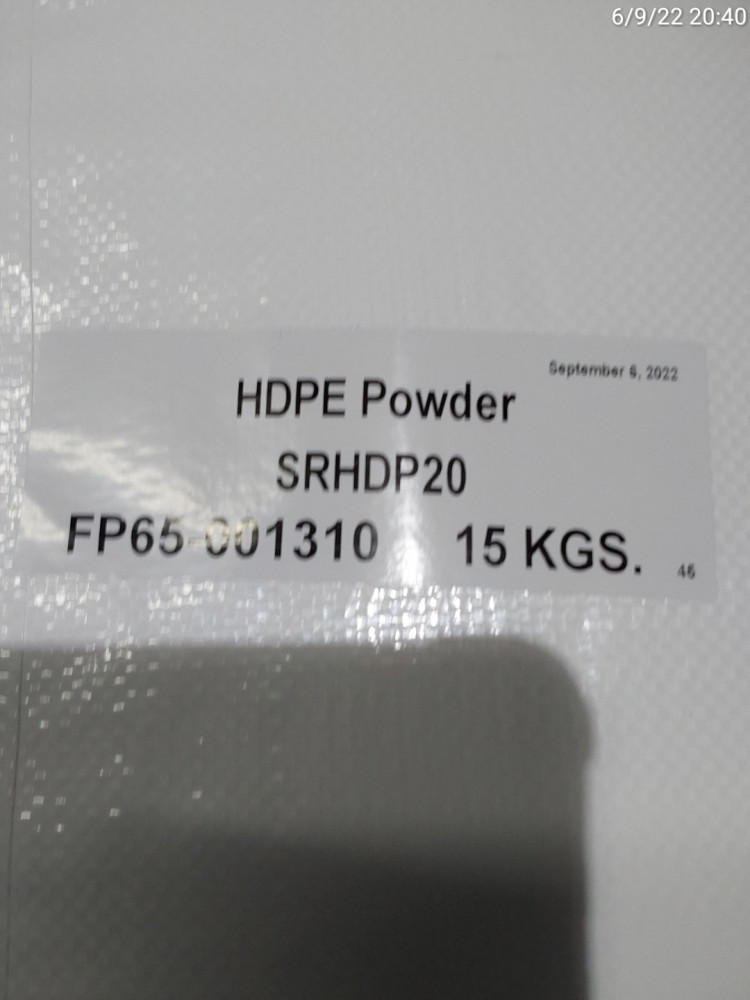 6/9/22 20:40
September 6, 2022
HDPE Powder
SRHDP20
FP65-001310 15 KGS.
46